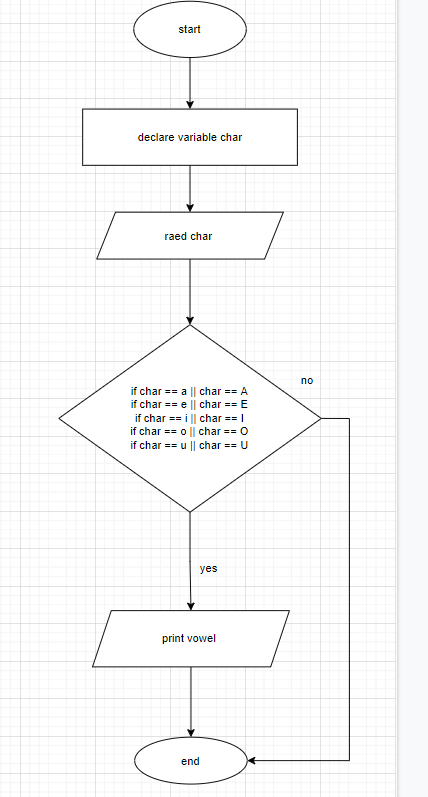 start
declare variable char
raed char
no
if char == a || char == A
if char == e || char == E
if char == i || char == I
if char == o || char == O
if char == u || char == U
yes
print vowel
end